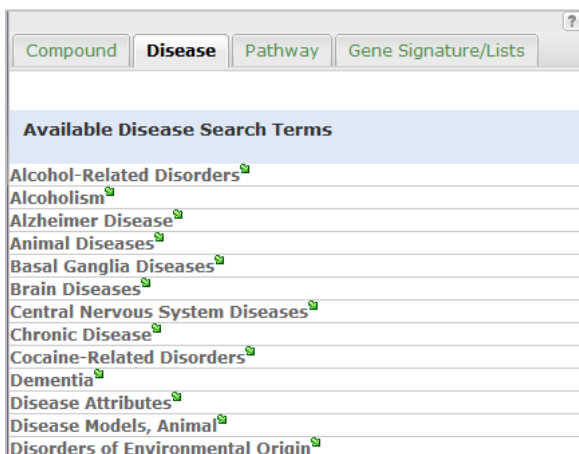 ?
Compound Disease Pathway Gene Signature/Lists
Available Disease Search Terms
Alcohol-Related Disorders
Alcoholism
Alzheimer Disease
Animal Diseases
Basal Ganglia Diseases
Brain Diseases
Central Nervous System Diseases
Chronic Disease
Cocaine-Related Disorders
Dementia
Disease Attributes
Disease Models, Animal
Disorders of Environmental Origin